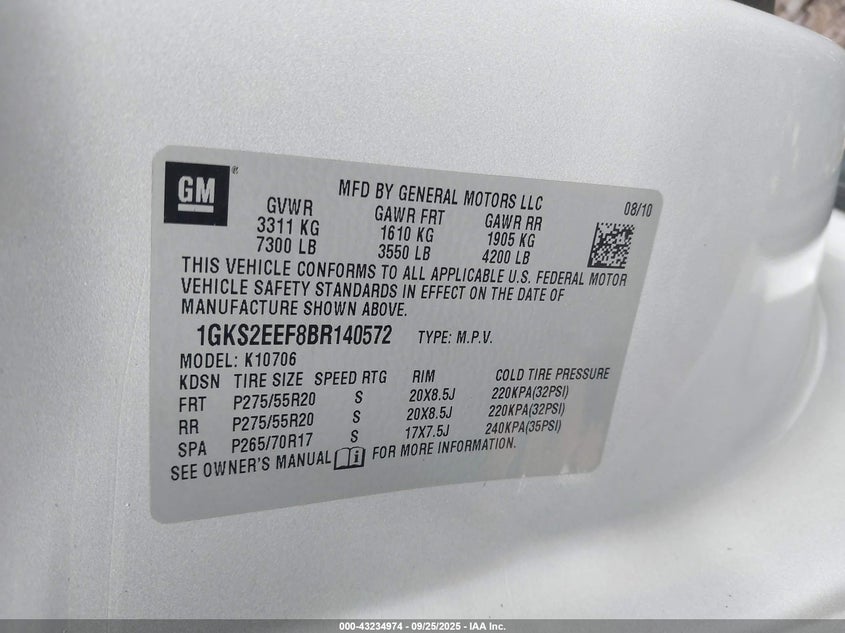 GM®
MFD BY GENERAL MOTORS LLC 08/10
GVWR GAWR FRT GAWR RR
3311 KG 1610 KG 1905 KG
7300 LB 3550 LB 4200 LB
THIS VEHICLE CONFORMS TO ALL APPLICABLE U.S. FEDERAL MOTOR
VEHICLE SAFETY STANDARDS IN EFFECT ON THE DATE OF
MANUFACTURE SHOWN ABOVE.
1GKS2EEF8BR140572 TYPE: M.P.V.
MODEL: K10706
KDSN TIRE SIZE SPEED RTG RIM COLD TIRE PRESSURE
FRT P275/55R20 S 20X8.5J 220KPA(32PSI)
RR P275/55R20 S 20X8.5J 220KPA(32PSI)
SPA P265/70R17 S 17X7.5J 240KPA(35PSI)
SEE OWNER'S MANUAL i FOR MORE INFORMATION.
000-43234974 - 09/25/2025 - IAA Inc.